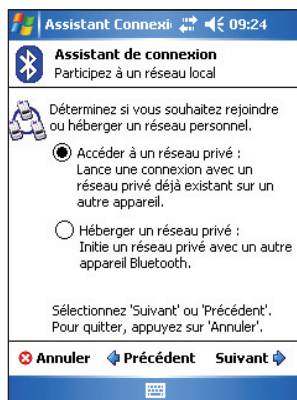 Assistant Connexi 09:24
Assistant de connexion
Participez à un réseau local
Déterminez si vous souhaitez rejoindre
ou héberger un réseau personnel.
Accéder à un réseau privé :
Lance une connexion avec un
réseau privé déjà existant sur un
autre appareil.
Héberger un réseau privé :
Initie un réseau privé avec un autre
appareil Bluetooth.
Sélectionnez 'Suivant' ou 'Précédent'.
Pour quitter, appuyez sur 'Annuler'.
Annuler Précédent Suivant